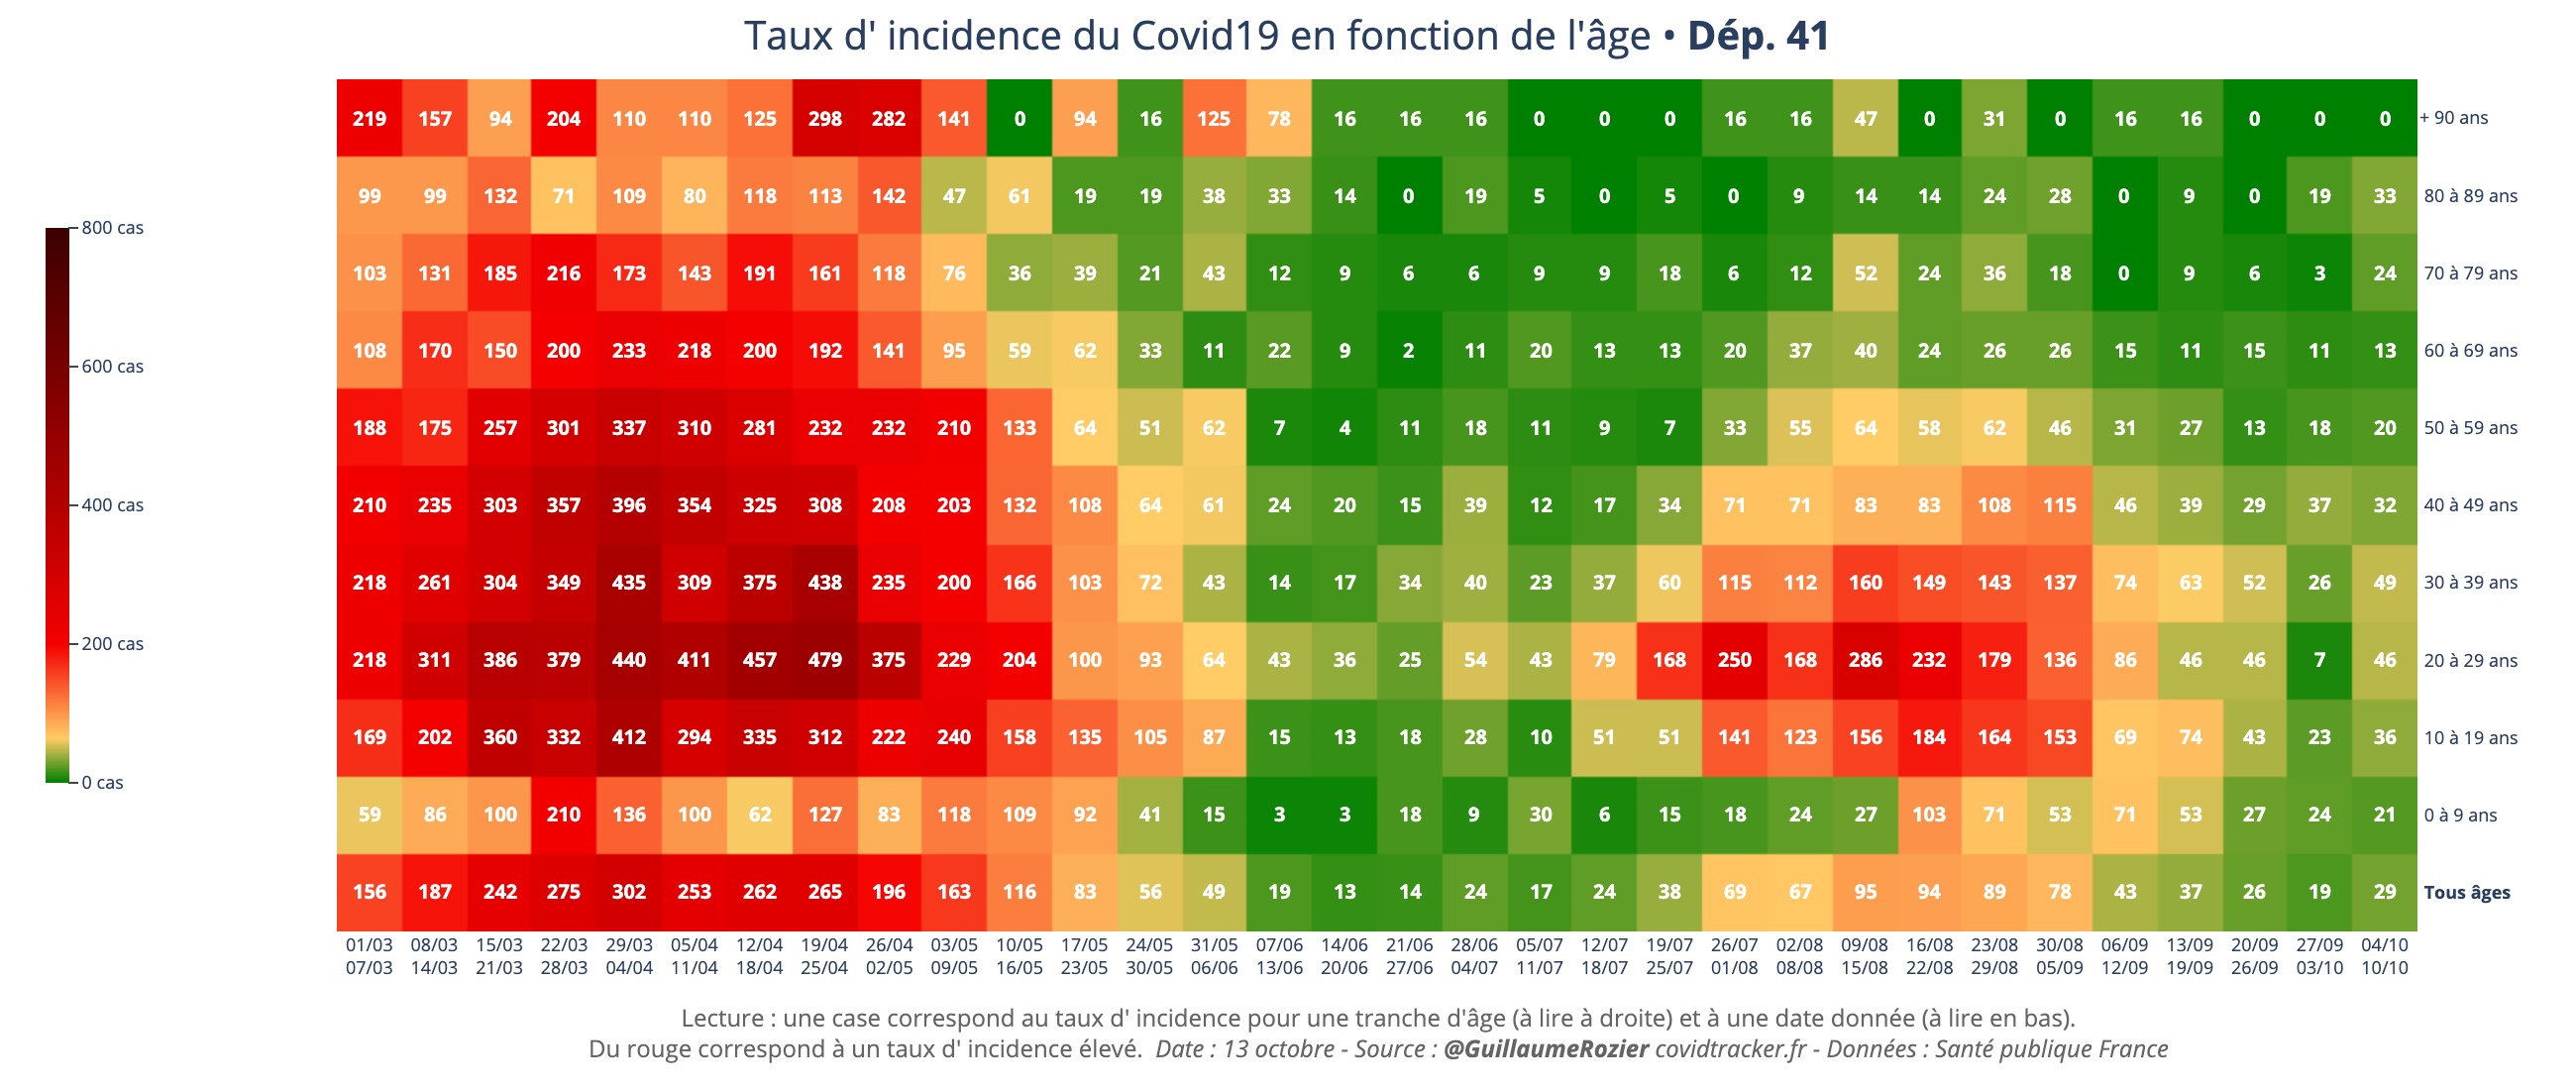 Taux d' incidence du Covid19 en fonction de l'âge • Dép. 41
800 cas
600 cas
400 cas
200 cas
0 cas
219 157 94 204 110 110 125 298 282 141 0 94 16 125 78 16 16 16 0 0 0 16 16 47 0 31 0 16 16 0 0 0 + 90 ans
99 99 132 71 109 80 118 113 142 47 61 19 19 38 33 14 0 19 5 0 5 0 9 14 14 24 28 0 9 0 19 33 80 à 89 ans
103 131 185 216 173 143 191 161 118 76 36 39 21 43 12 9 6 6 9 9 18 6 12 52 24 36 18 0 9 6 3 24 70 à 79 ans
108 170 150 200 233 218 200 192 141 95 59 62 33 11 22 9 2 11 20 13 13 20 37 40 24 26 26 15 11 15 11 13 60 à 69 ans
188 175 257 301 337 310 281 232 232 210 133 64 51 62 7 4 11 18 11 9 7 33 55 64 58 62 46 31 27 13 18 20 50 à 59 ans
210 235 303 357 396 354 325 308 208 203 132 108 64 61 24 20 15 39 12 17 34 71 71 83 83 108 115 46 39 29 37 32 40 à 49 ans
218 261 304 349 435 309 375 438 235 200 166 103 72 43 14 17 34 40 23 37 60 115 112 160 149 143 137 74 63 52 26 49 30 à 39 ans
218 311 386 379 440 411 457 479 375 229 204 100 93 64 43 36 25 54 43 79 168 250 168 286 232 179 136 86 46 46 7 46 20 à 29 ans
169 202 360 332 412 294 335 312 222 240 158 135 105 87 15 13 18 28 10 51 51 141 123 156 184 164 153 69 74 43 23 36 10 à 19 ans
59 86 100 210 136 100 62 127 83 118 109 92 41 15 3 3 18 9 30 6 15 18 24 27 103 71 53 71 53 27 24 21 0 à 9 ans
156 187 242 275 302 253 262 265 196 163 116 83 56 49 19 13 14 24 17 24 38 69 67 95 94 89 78 43 37 26 19 29 Tous âges
01/03 08/03 15/03 22/03 29/03 05/04 12/04 19/04 26/04 03/05 10/05 17/05 24/05 31/05 07/06 14/06 21/06 28/06 05/07 12/07 19/07 26/07 02/08 09/08 16/08 23/08 30/08 06/09 13/09 20/09 27/09 04/10
07/03 14/03 21/03 28/03 04/04 11/04 18/04 25/04 02/05 09/05 16/05 23/05 30/05 06/06 13/06 20/06 27/06 04/07 11/07 18/07 25/07 01/08 08/08 15/08 22/08 29/08 05/09 12/09 19/09 26/09 03/10 10/10
Lecture : une case correspond au taux d' incidence pour une tranche d'âge (à lire à droite) et à une date donnée (à lire en bas).
Du rouge correspond à un taux d' incidence élevé. Date : 13 octobre - Source : @GuillaumeRozier covidtracker.fr - Données : Santé publique France